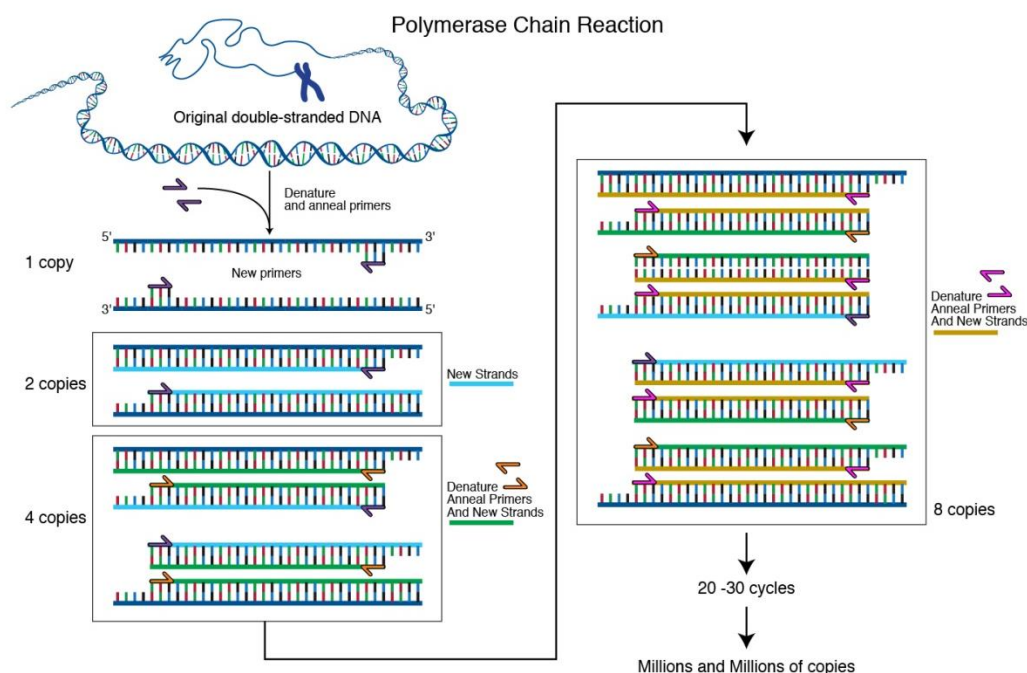 Polymerase Chain Reaction
Original double-stranded DNA
Denature
and anneal primers
5'
3'
1 copy
New primers
3'
5'
2 copies
New Strands
4 copies
Denature
Anneal Primers
And New Strands
Denature
Anneal Primers
And New Strands
8 copies
20 -30 cycles
Millions and Millions of copies